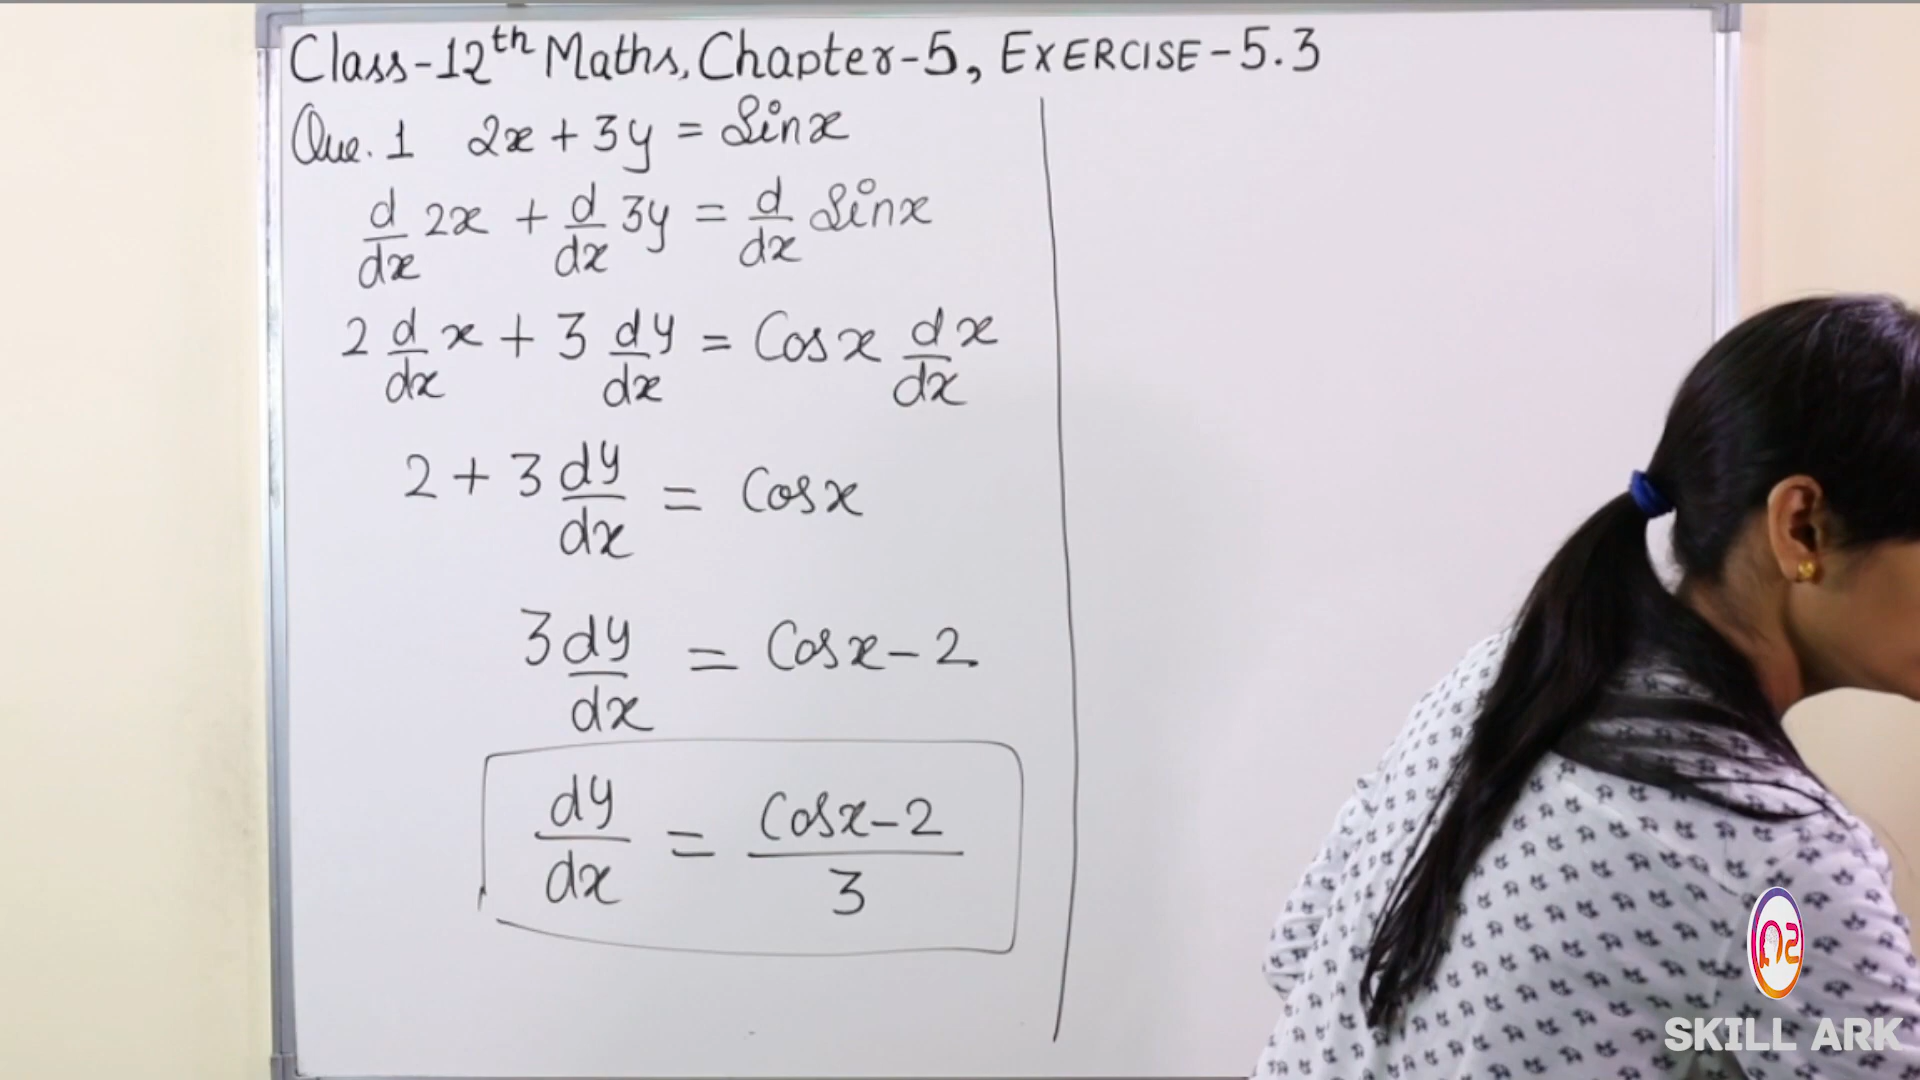 Class-12th Maths, Chapter-5, EXERCISE-5.3
Que. 1 2x + 3y = Sinx
d/dx 2x + d/dx 3y = d/dx Sinx
2 d/dx x + 3 dy/dx = Cosx dx/dx
2 + 3 dy/dx = Cosx
3 dy/dx = Cosx - 2
dy/dx = Cosx-2/3
SKILL ARK